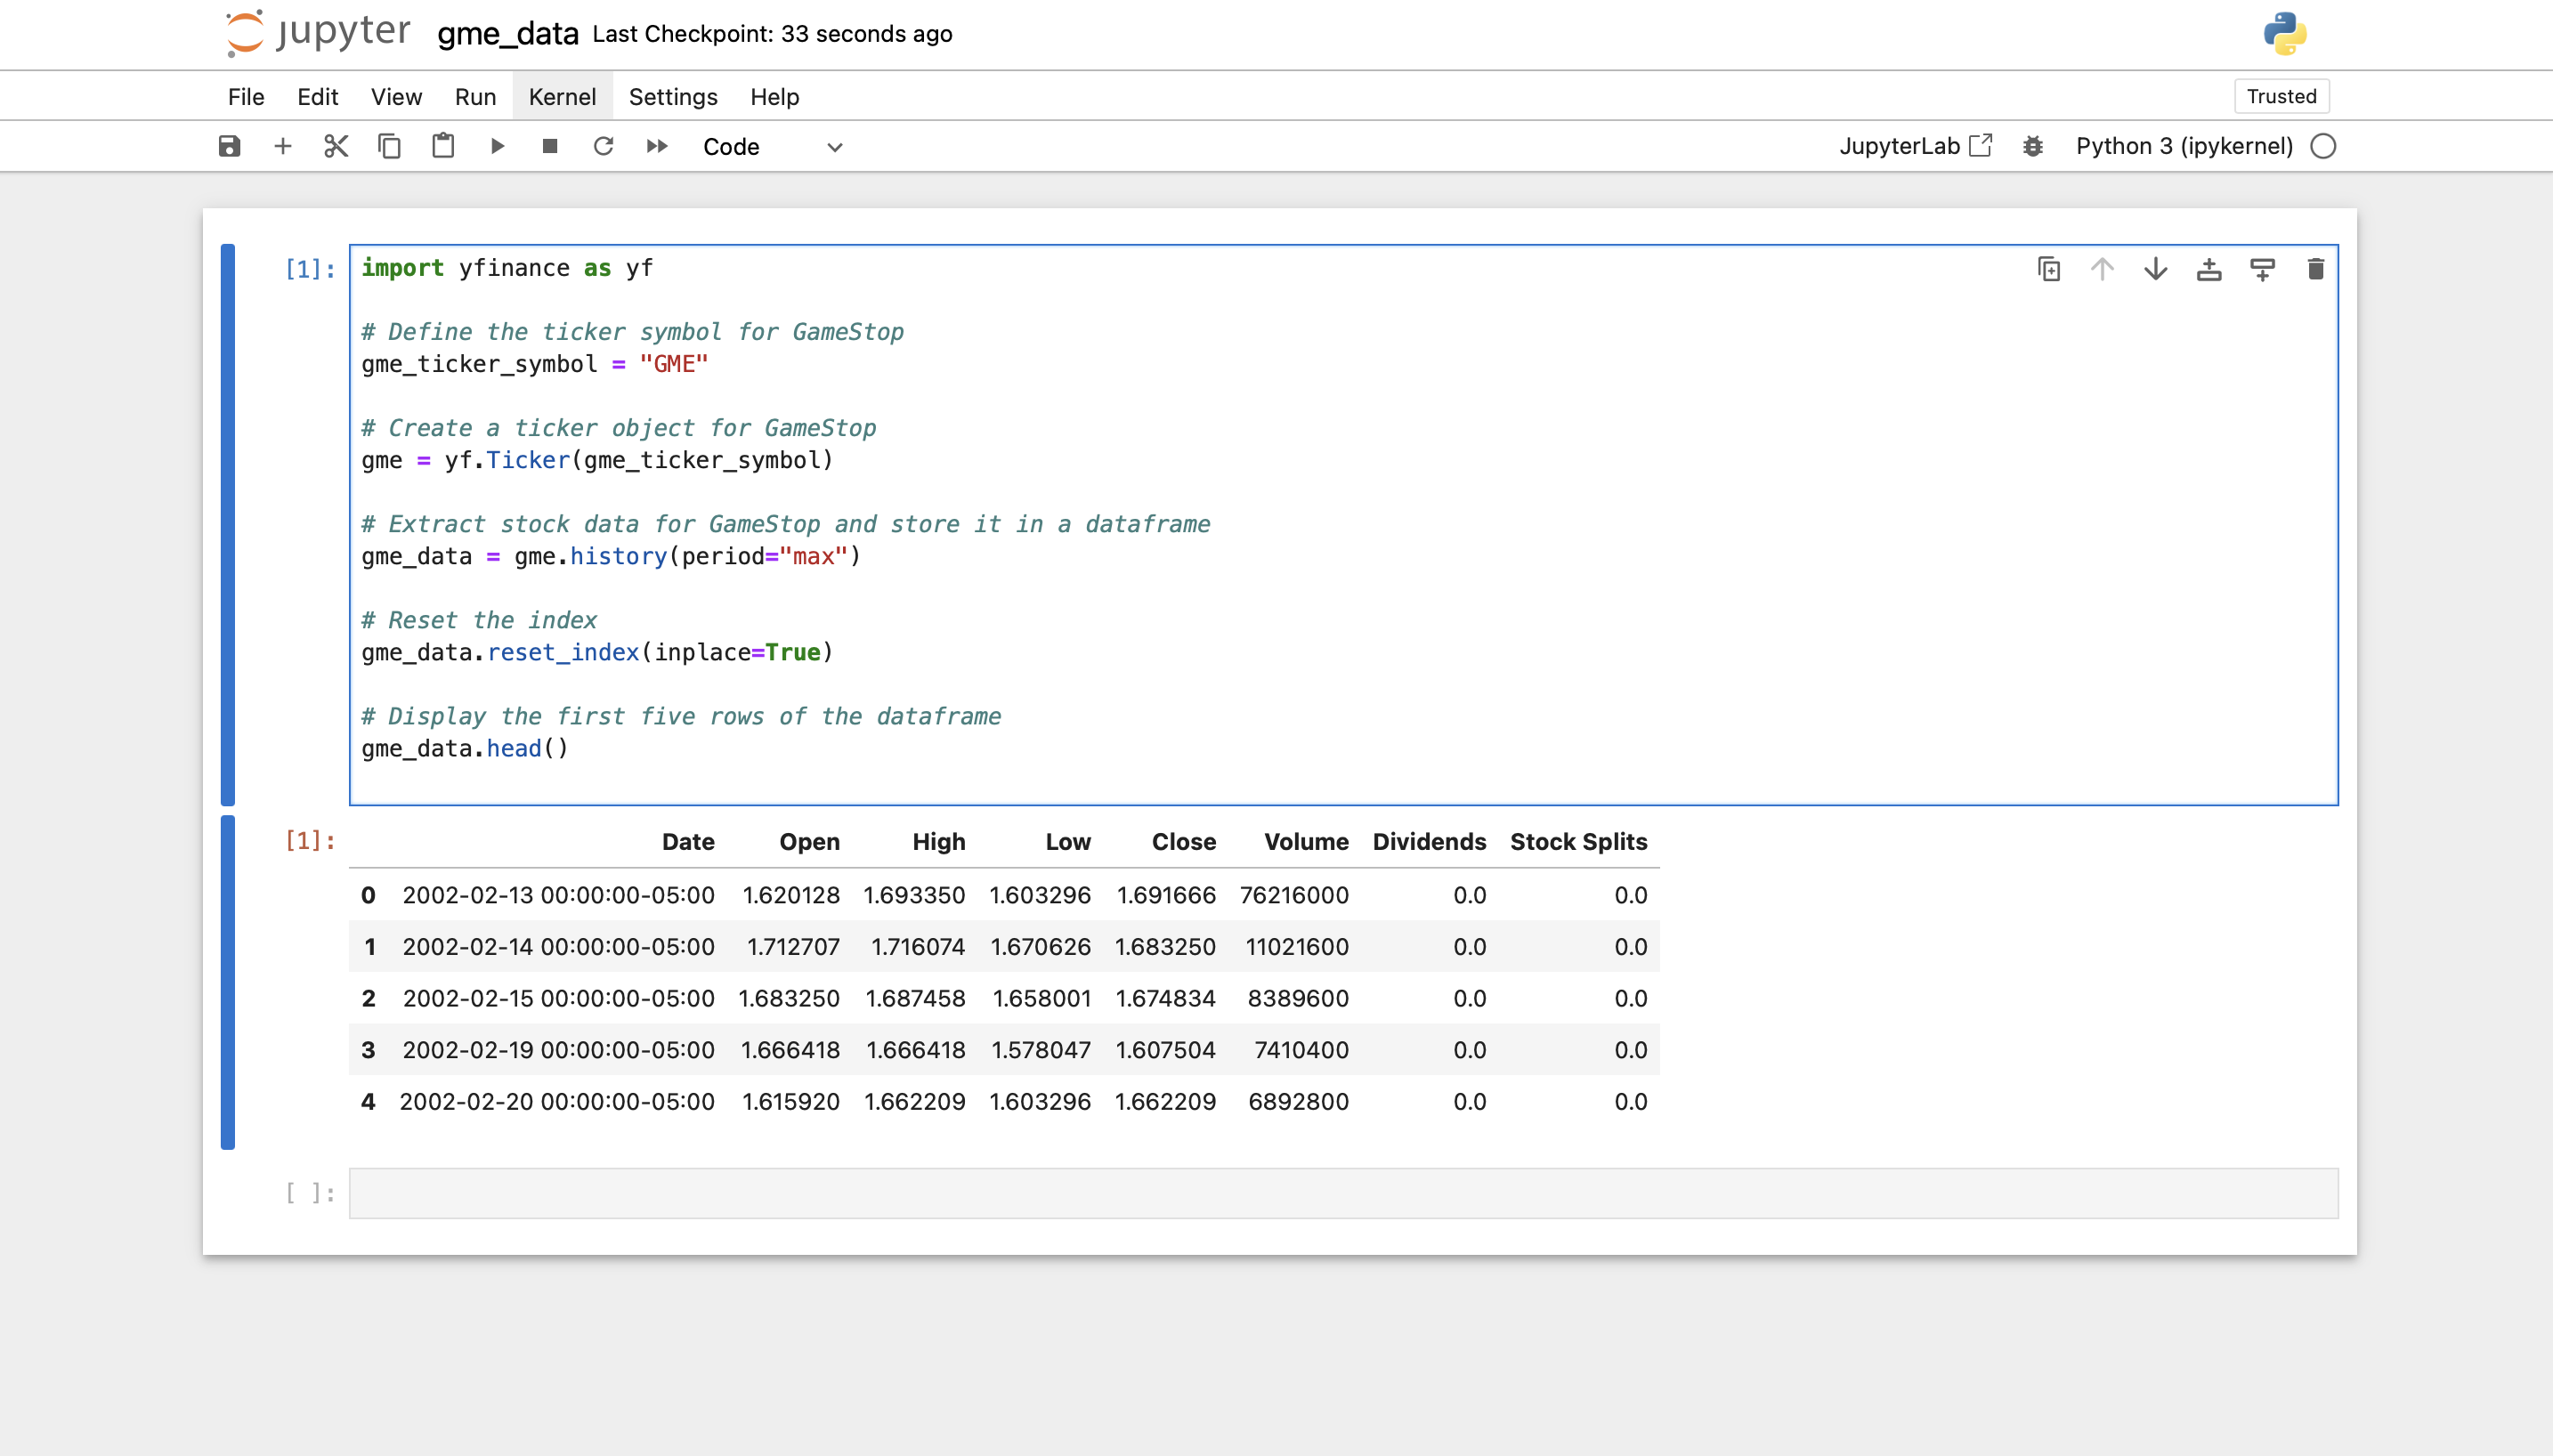 jupyter gme_data Last Checkpoint: 33 seconds ago
File Edit View Run Kernel Settings Help Trusted
Code JupyterLab Python 3 (ipykernel)
[1]: import yfinance as yf
# Define the ticker symbol for GameStop
gme_ticker_symbol = "GME"
# Create a ticker object for GameStop
gme = yf.Ticker(gme_ticker_symbol)
# Extract stock data for GameStop and store it in a dataframe
gme_data = gme.history(period="max")
# Reset the index
gme_data.reset_index(inplace=True)
# Display the first five rows of the dataframe
gme_data.head()
[1]: Date Open High Low Close Volume Dividends Stock Splits
0 2002-02-13 00:00:00-05:00 1.620128 1.693350 1.603296 1.691666 76216000 0.0 0.0
1 2002-02-14 00:00:00-05:00 1.712707 1.716074 1.670626 1.683250 11021600 0.0 0.0
2 2002-02-15 00:00:00-05:00 1.683250 1.687458 1.658001 1.674834 8389600 0.0 0.0
3 2002-02-19 00:00:00-05:00 1.666418 1.666418 1.578047 1.607504 7410400 0.0 0.0
4 2002-02-20 00:00:00-05:00 1.615920 1.662209 1.603296 1.662209 6892800 0.0 0.0
[ ]: